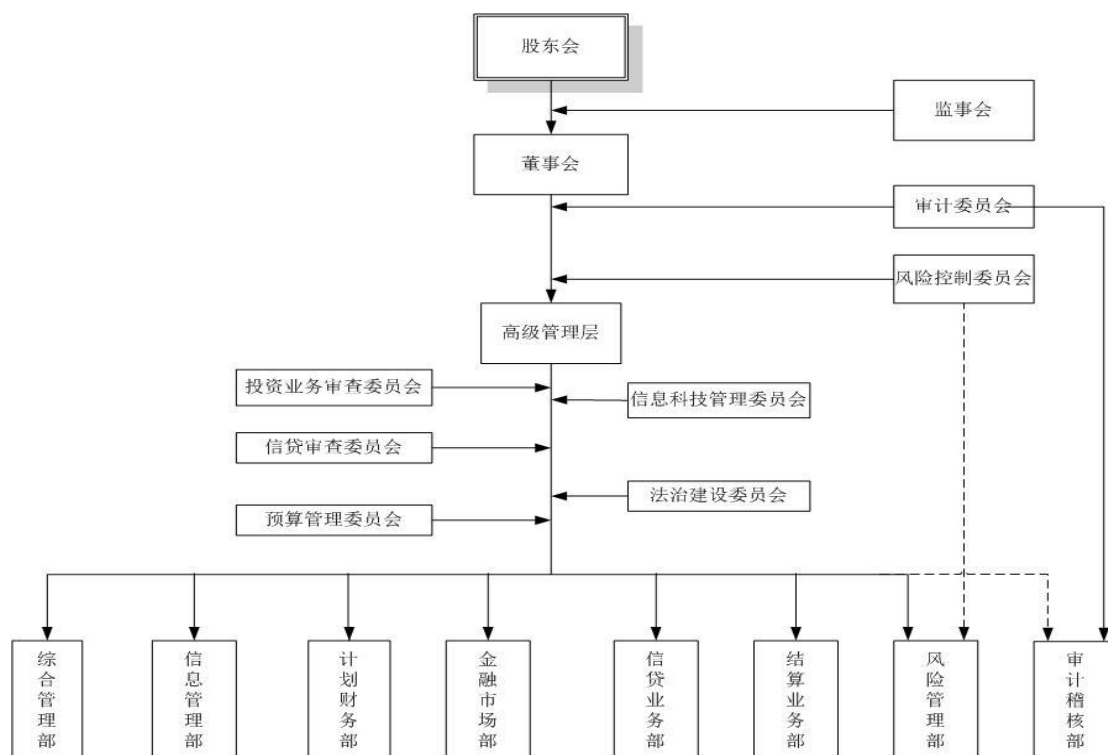 股东会
监事会
董事会
审计委员会
风险控制委员会
高级管理层
投资业务审查委员会
信息科技管理委员会
信贷审查委员会
法治建设委员会
预算管理委员会
综合管理部
信息管理部
计划财务部
金融市场部
信贷业务部
结算业务部
风险管理部
审计稽核部